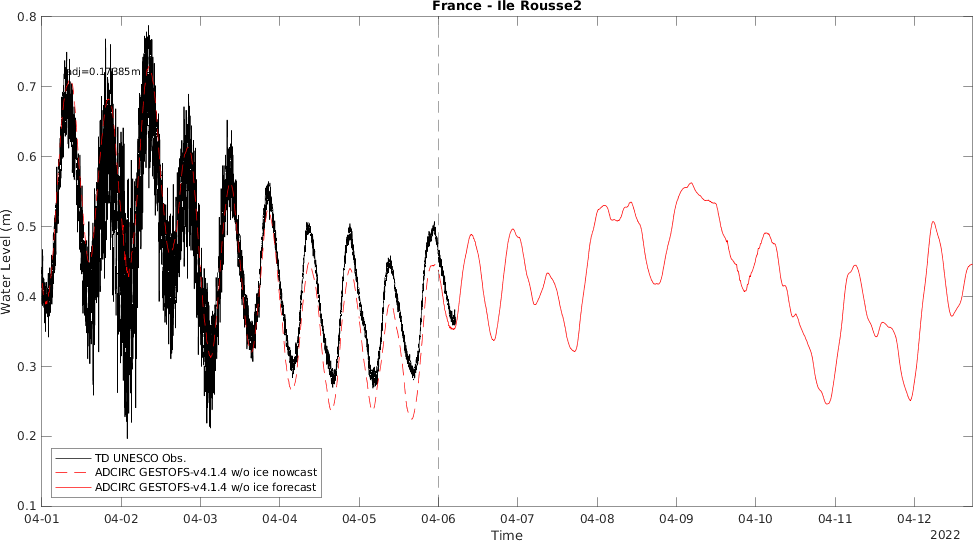 France - Ile Rousse2
0.8
0.7
0.6
0.5
0.4
0.3
0.2
0.1
Water Level (m)
adj=0.17385m
TD UNESCO Obs.
ADCIRC GESTOFS-v4.1.4 w/o ice nowcast
ADCIRC GESTOFS-v4.1.4 w/o ice forecast
04-01 04-02 04-03 04-04 04-05 04-06 04-07 04-08 04-09 04-10 04-11 04-12
Time
2022